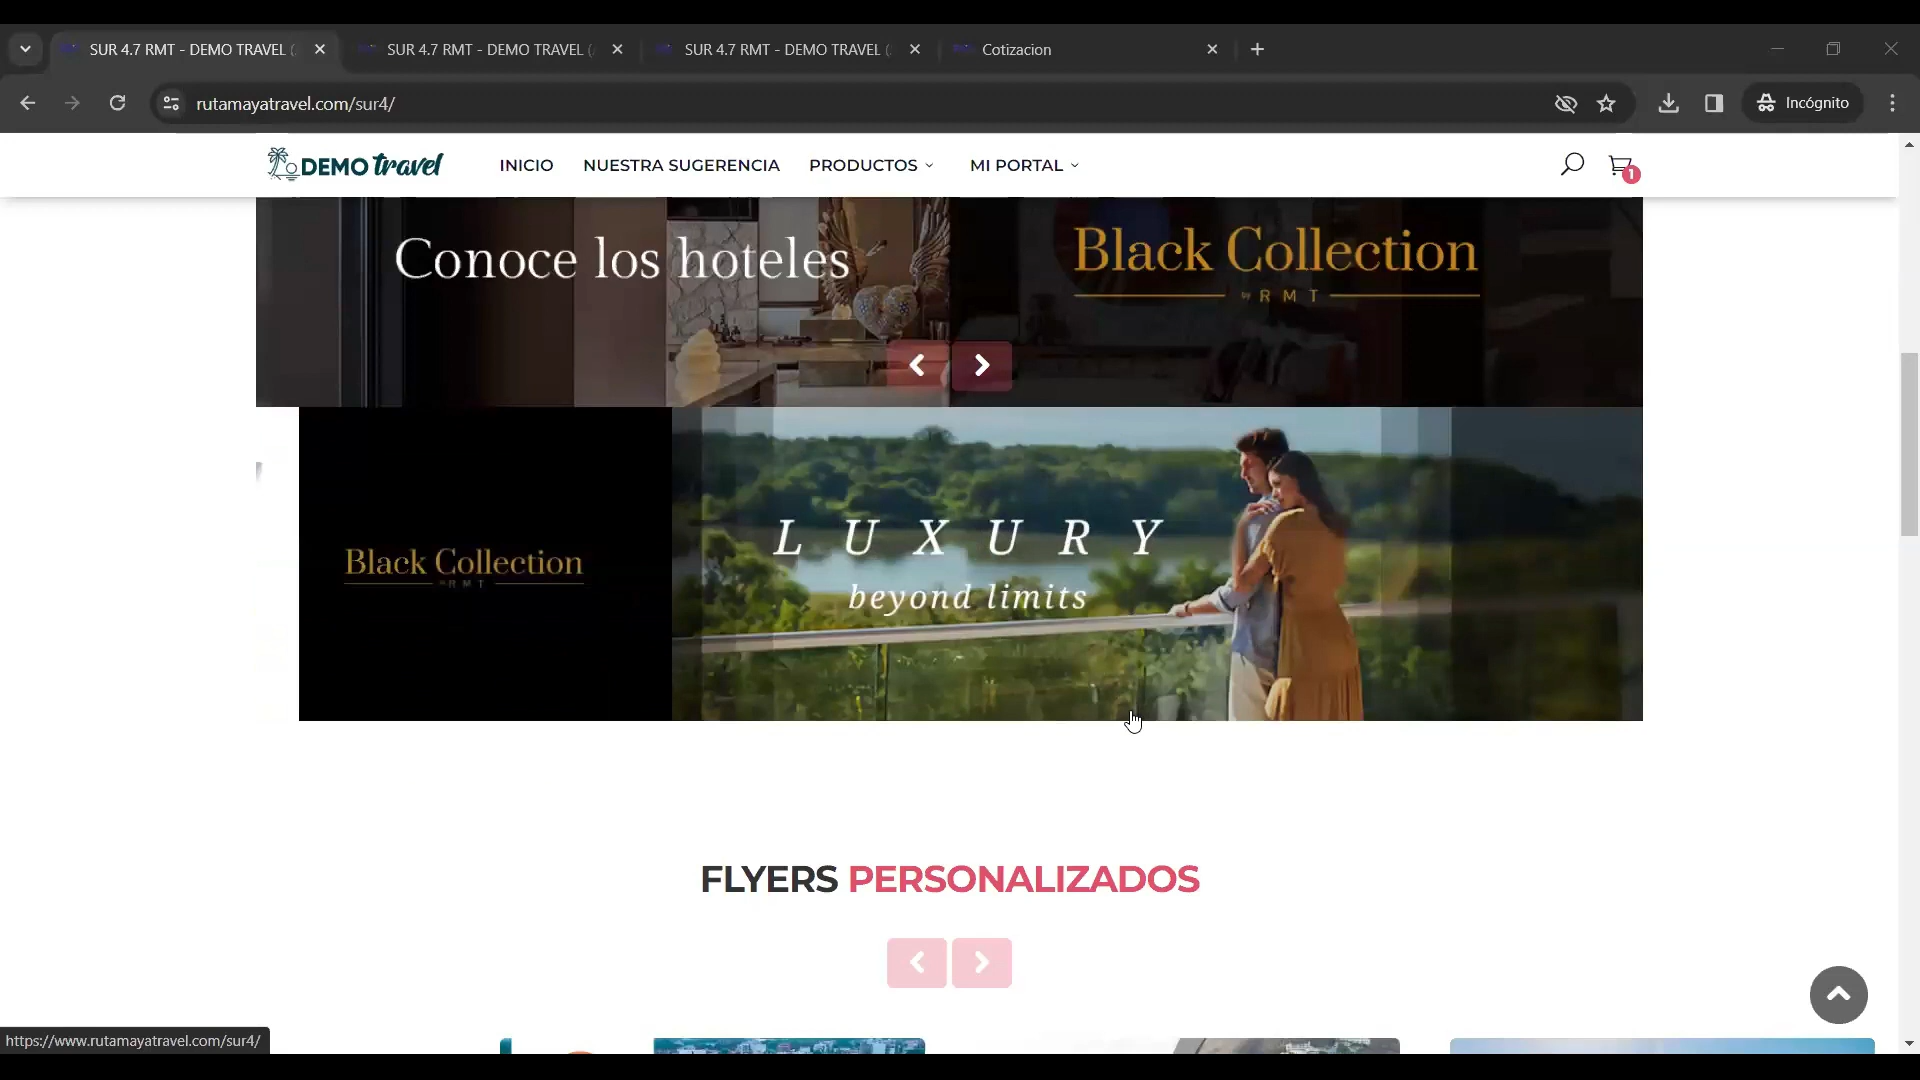 SUR 4.7 RMT - DEMO TRAVEL (
SUR 4.7 RMT - DEMO TRAVEL (
SUR 4.7 RMT - DEMO TRAVEL (
Cotizacion
rutamayatravel.com/sur4/
Incógnito
DEMO travel
INICIO
NUESTRA SUGERENCIA
PRODUCTOS
MI PORTAL
1
Conoce los hoteles
Black Collection
by RMT
Black Collection
RMT
LUXURY
beyond limits
FLYERS PERSONALIZADOS
https://www.rutamayatravel.com/sur4/